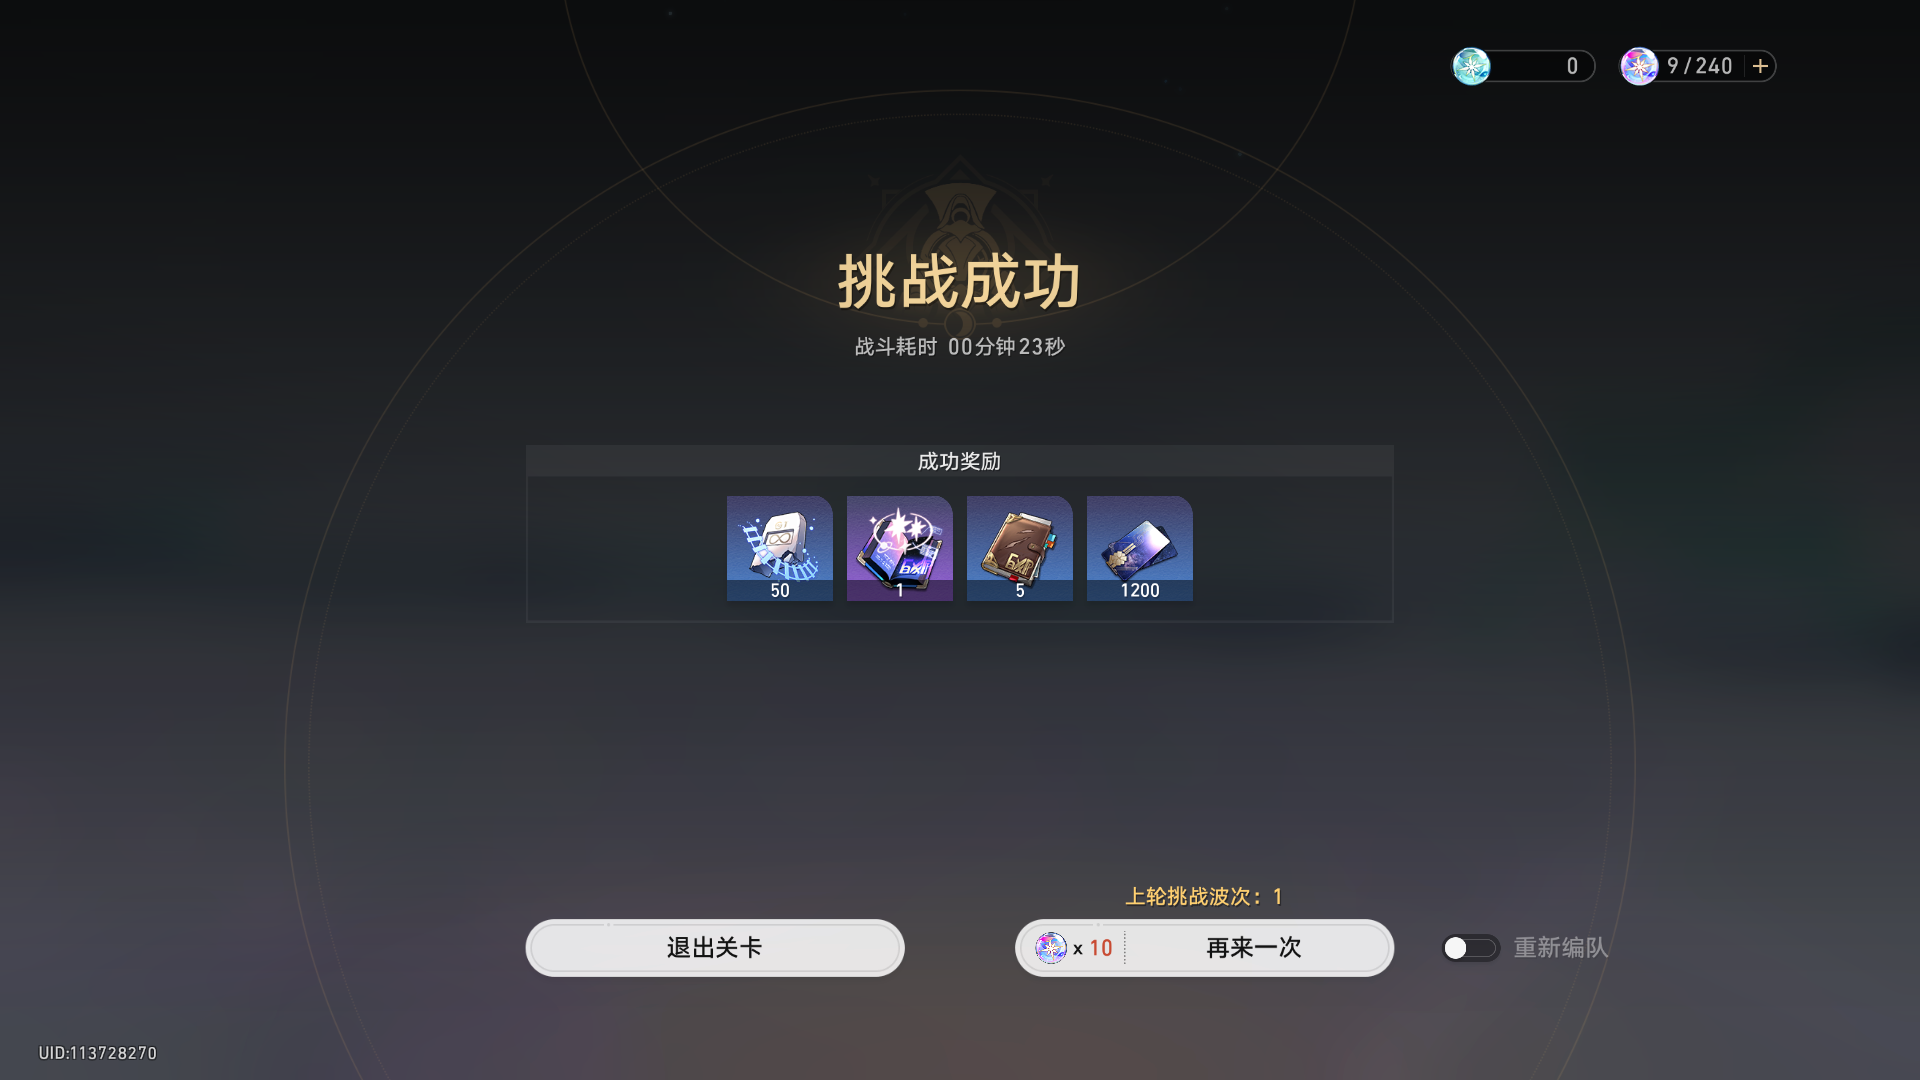 0
9/240
挑战成功
战斗耗时 00分钟23秒
成功奖励
50
1
5
1200
上轮挑战波次：1
退出关卡
x 10
再来一次
重新编队
UID:113728270